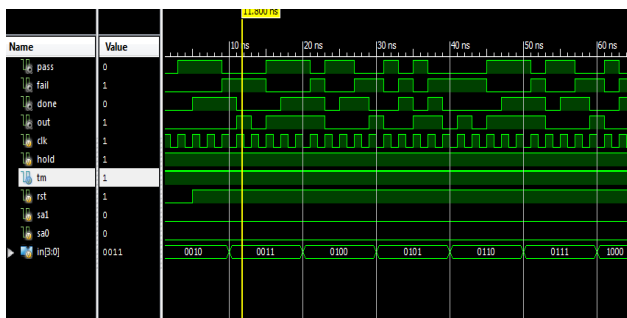 11.800 ns
Name Value 10 ns 20 ns 30 ns 40 ns 50 ns 60 ns
pass 0
fail 1
done 0
out 1
clk 1
hold 1
tm 1
rst 1
sa1 0
sa0 0
in[3:0] 0011 0010 0011 0100 0101 0110 0111 1000